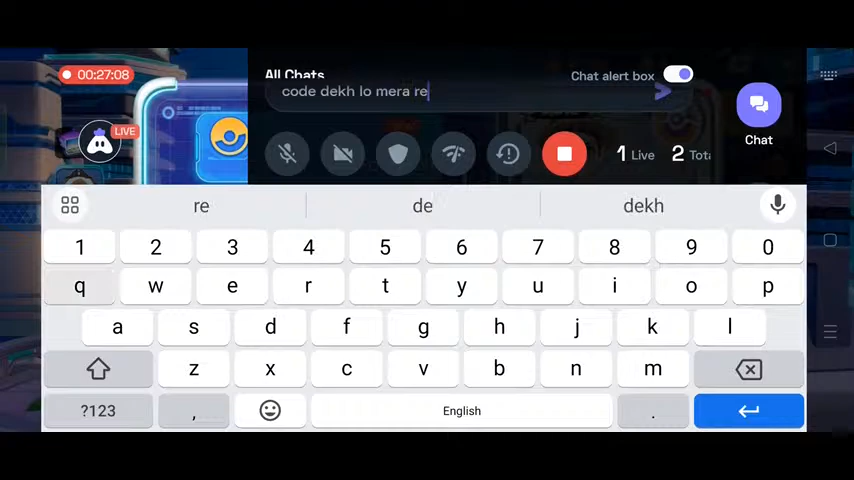 00:27:08
All Chats
Chat alert box
code dekh lo mera re
LIVE
Chat
1 Live 2 Tota
re de dekh
1 2 3 4 5 6 7 8 9 0
q w e r t y u i o p
a s d f g h j k l
z x c v b n m
?123 , English .